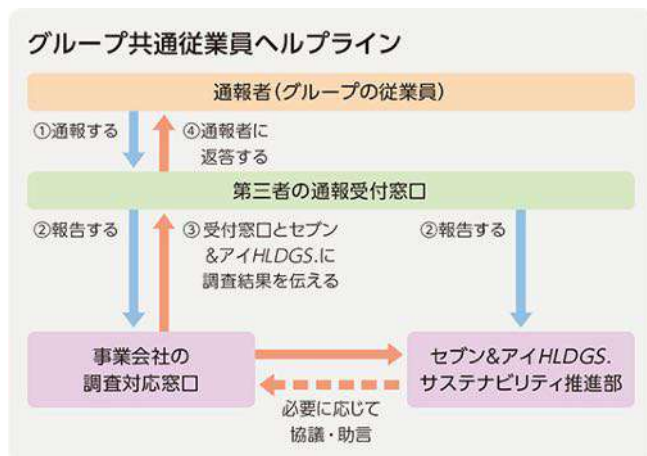 グループ共通従業員ヘルプライン
通報者(グループの従業員)
①通報する
④通報者に
返答する
第三者の通報受付窓口
②報告する
③受付窓口とセブン
&アイHLDGS.に
調査結果を伝える
②報告する
事業会社の
調査対応窓口
セブン&アイHLDGS.
サステナビリティ推進部
必要に応じて
協議・助言